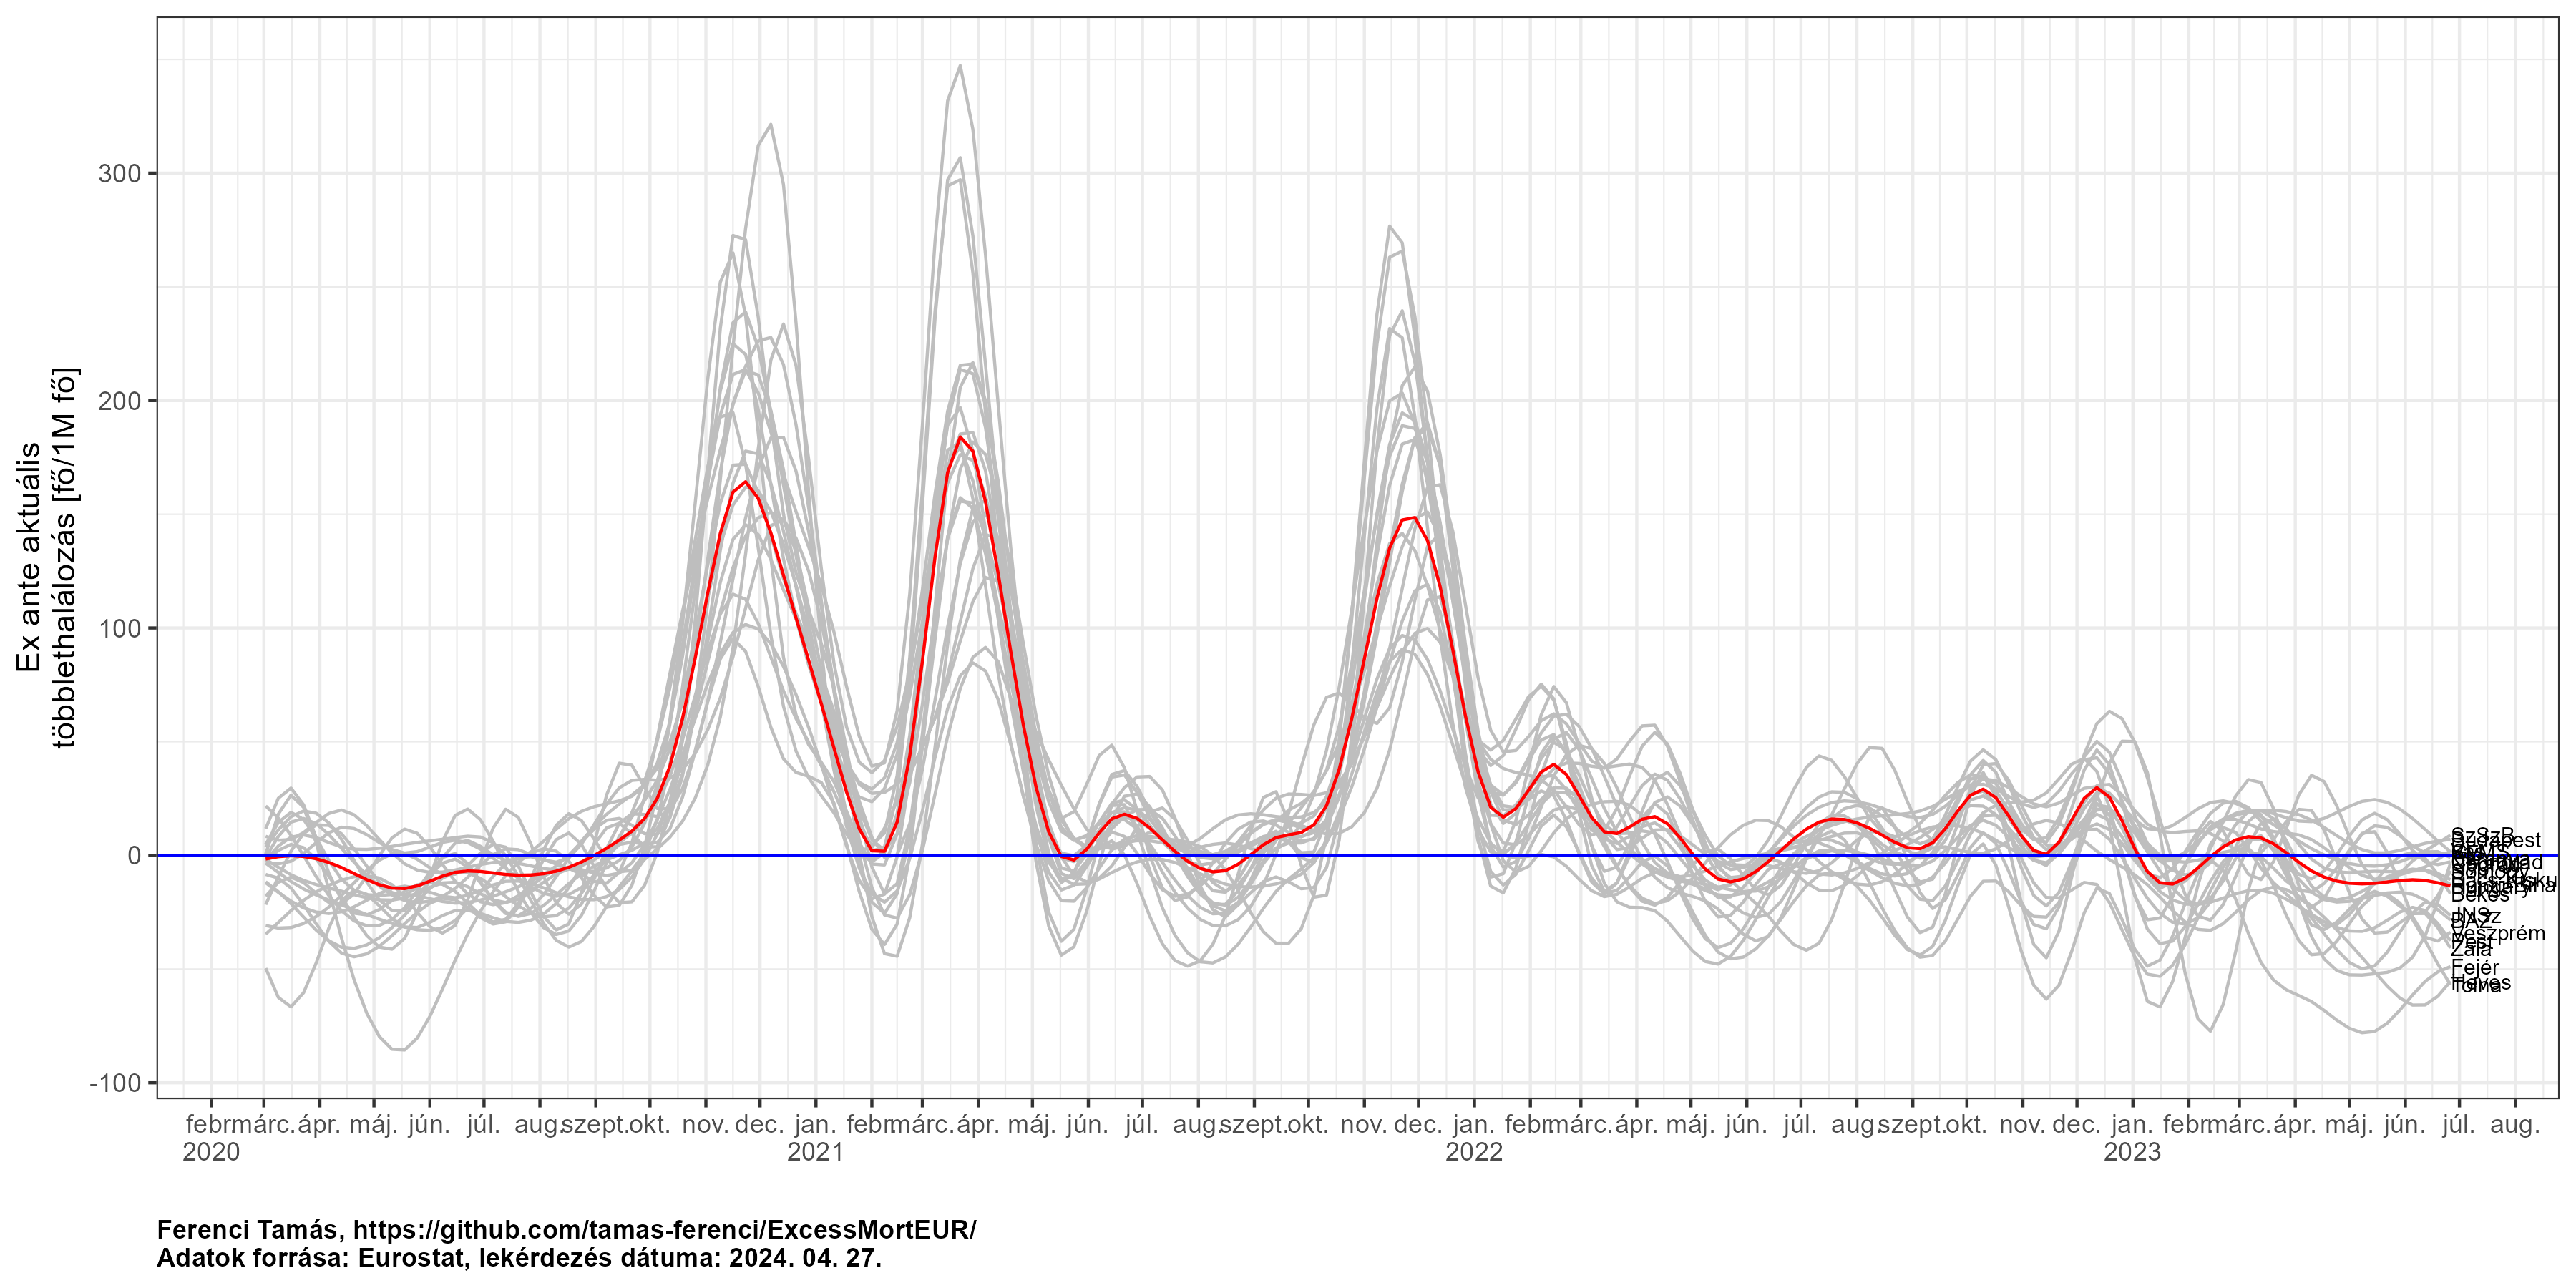 Ex ante aktuális
többlethalálozás [fő/1M fő]
300
200
100
0
-100
SzSzB
Budapest
Nógrád
Békés
JNSz
BAZ
Veszprém
Pest
Zala
Fejér
Heves
Tolna
febr. márc. ápr. máj. jún. júl. aug. szept. okt. nov. dec. jan. febr. márc. ápr. máj. jún. júl. aug. szept. okt. nov. dec. jan. febr. márc. ápr. máj. jún. júl. aug. szept. okt. nov. dec. jan. febr. márc. ápr. máj. jún. júl. aug.
2020 2021 2022 2023
Ferenci Tamás, https://github.com/tamas-ferenci/ExcessMortEUR/
Adatok forrása: Eurostat, lekérdezés dátuma: 2024. 04. 27.